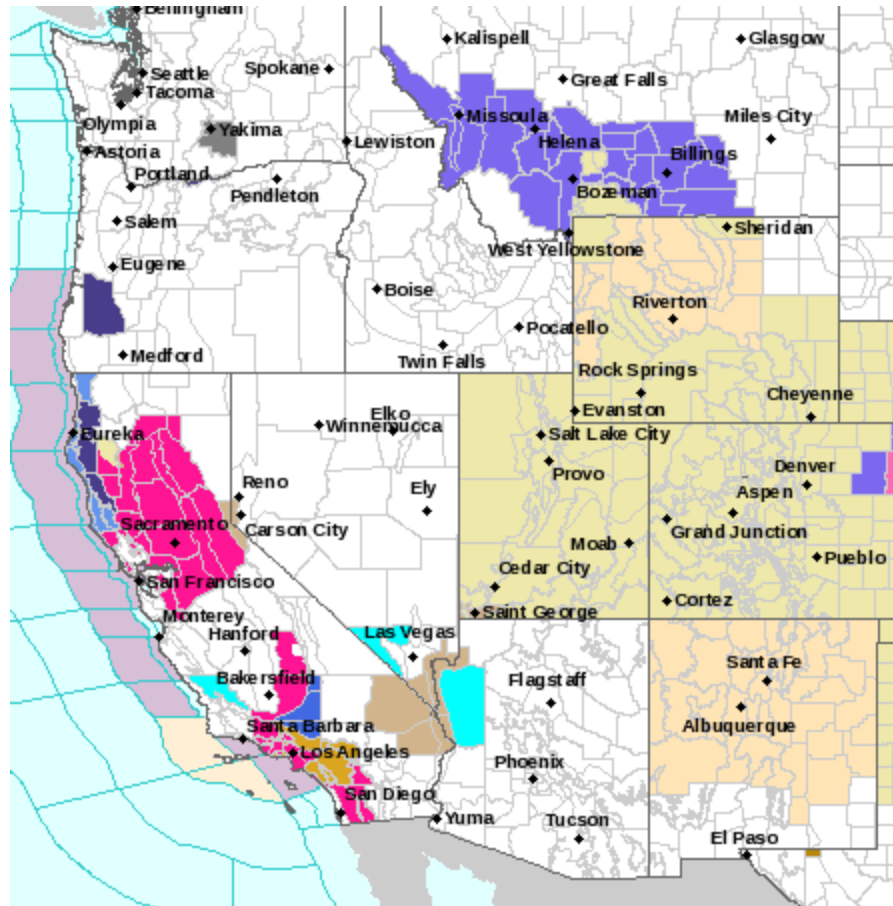 Bellingham
Kalispell
Glasgow
Seattle
Spokane
Great Falls
Tacoma
Missoula
Miles City
Olympia
Yakima
Helena
Astoria
Lewiston
Billings
Portland
Pendleton
Bozeman
Salem
Sheridan
West Yellowstone
Eugene
Boise
Riverton
Pocatello
Medford
Twin Falls
Rock Springs
Cheyenne
Elko
Evanston
Eureka
Winnemucca
Salt Lake City
Provo
Denver
Reno
Ely
Aspen
Sacramento
Carson City
Grand Junction
Moab
Pueblo
Cedar City
San Francisco
Cortez
Monterey
Saint George
Hanford
Las Vegas
Santa Fe
Bakersfield
Flagstaff
Albuquerque
Santa Barbara
Los Angeles
Phoenix
San Diego
Yuma
Tucson
El Paso